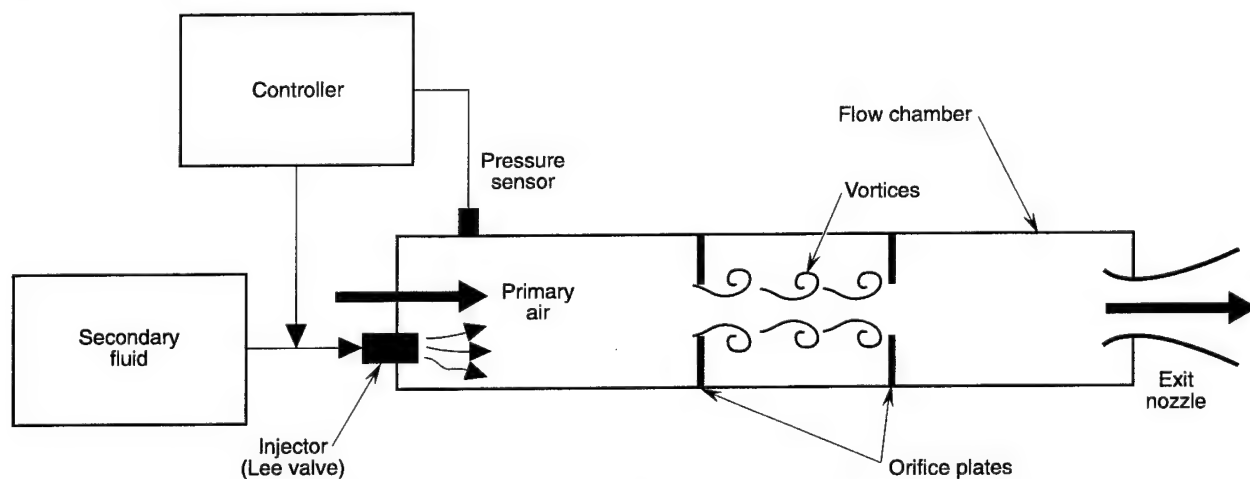 Controller
Flow chamber
Pressure
sensor
Vortices
Primary
air
Secondary
fluid
Exit
nozzle
Injector
(Lee valve)
Orifice plates